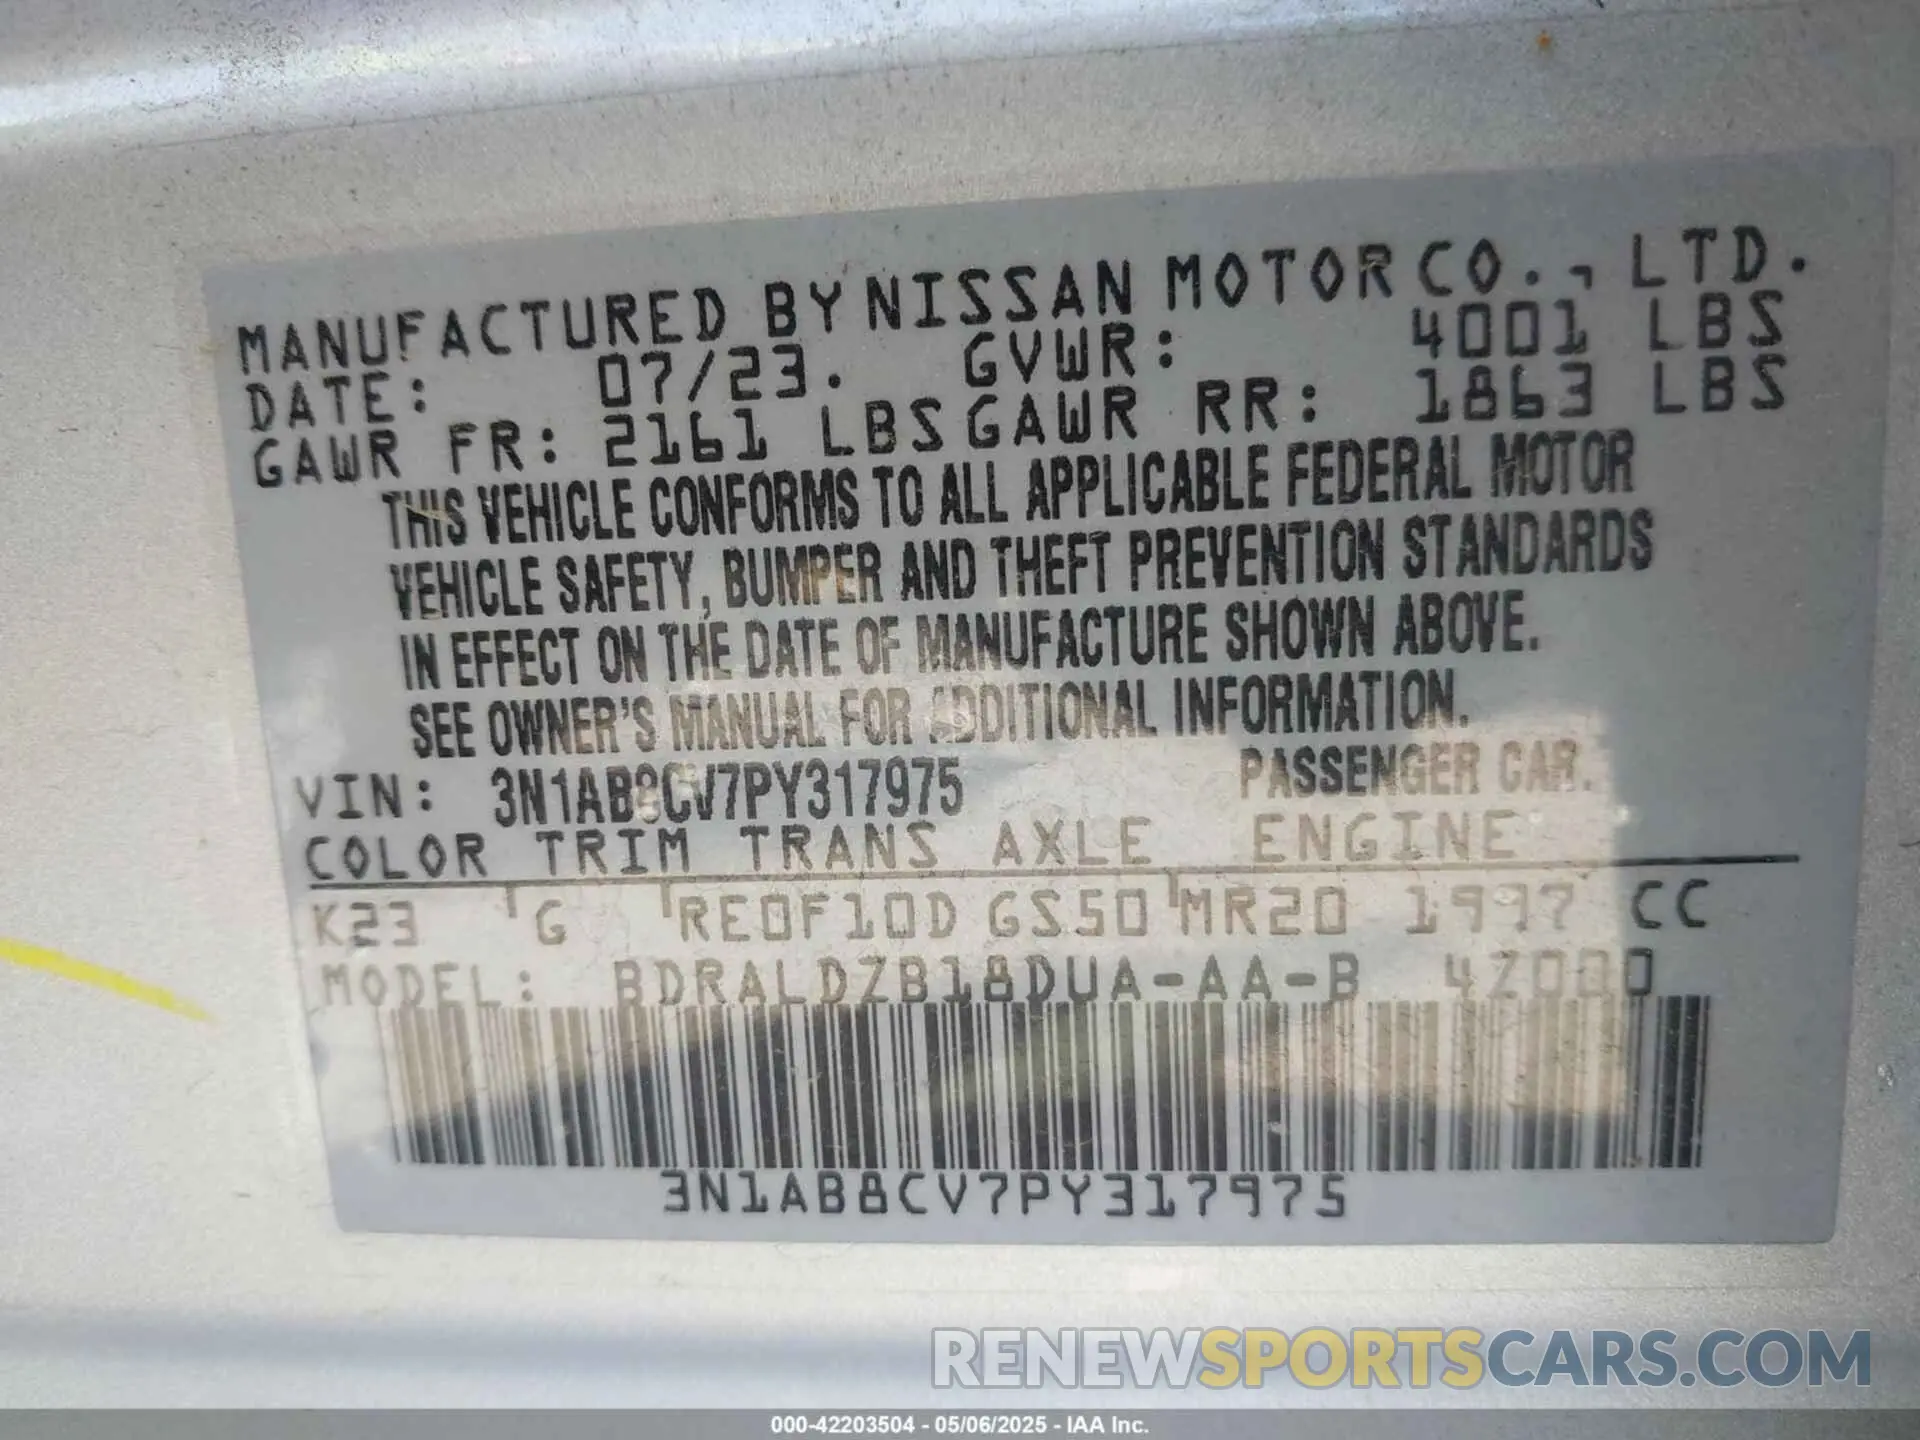 MANUFACTURED BY NISSAN MOTOR CO., LTD.
DATE: 07/23. GVWR: 4001 LBS
GAWR FR: 2161 LBS GAWR RR: 1863 LBS
THIS VEHICLE CONFORMS TO ALL APPLICABLE FEDERAL MOTOR
VEHICLE SAFETY, BUMPER AND THEFT PREVENTION STANDARDS
IN EFFECT ON THE DATE OF MANUFACTURE SHOWN ABOVE.
SEE OWNER'S MANUAL FOR ADDITIONAL INFORMATION.
VIN: 3N1AB8CV7PY317975 PASSENGER CAR.
COLOR TRIM TRANS AXLE ENGINE
K23 G RE0F10D GS50 MR20 1997 CC
MODEL: BDRALDZB18DUA-AA-B 4Z000
3N1AB8CV7PY317975
RENEWSPORTSCARS.COM
000-42203504 - 05/06/2025 - IAA Inc.